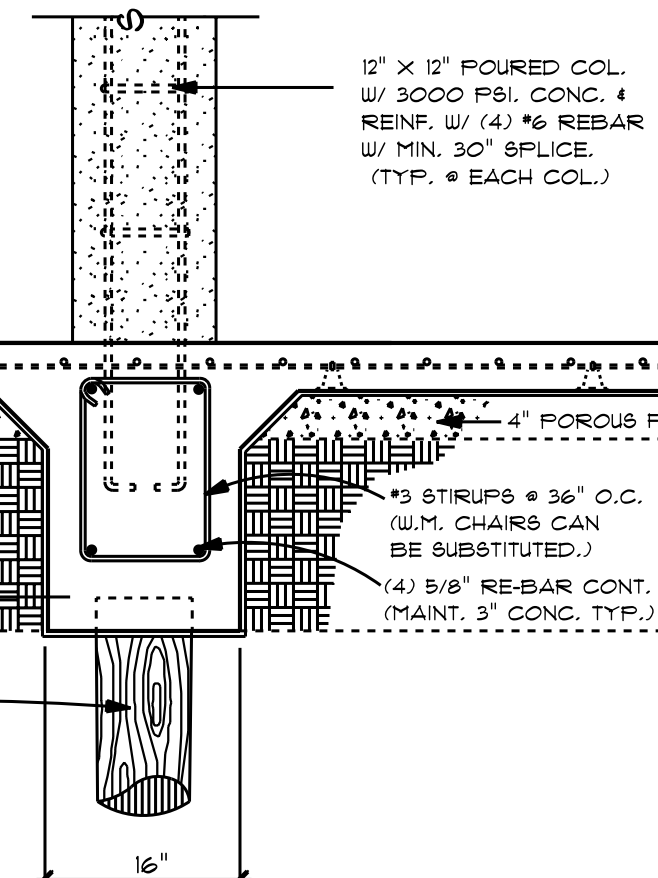 12" X 12" POURED COL.
W/ 3000 PSI. CONC. &
REINF. W/ (4) #6 REBAR
W/ MIN. 30" SPLICE.
(TYP. @ EACH COL.)
4" POROUS F
#3 STIRUPS @ 36" O.C.
(W.M. CHAIRS CAN
BE SUBSTITUTED.)
(4) 5/8" RE-BAR CONT.
(MAINT. 3" CONC. TYP.)
16"